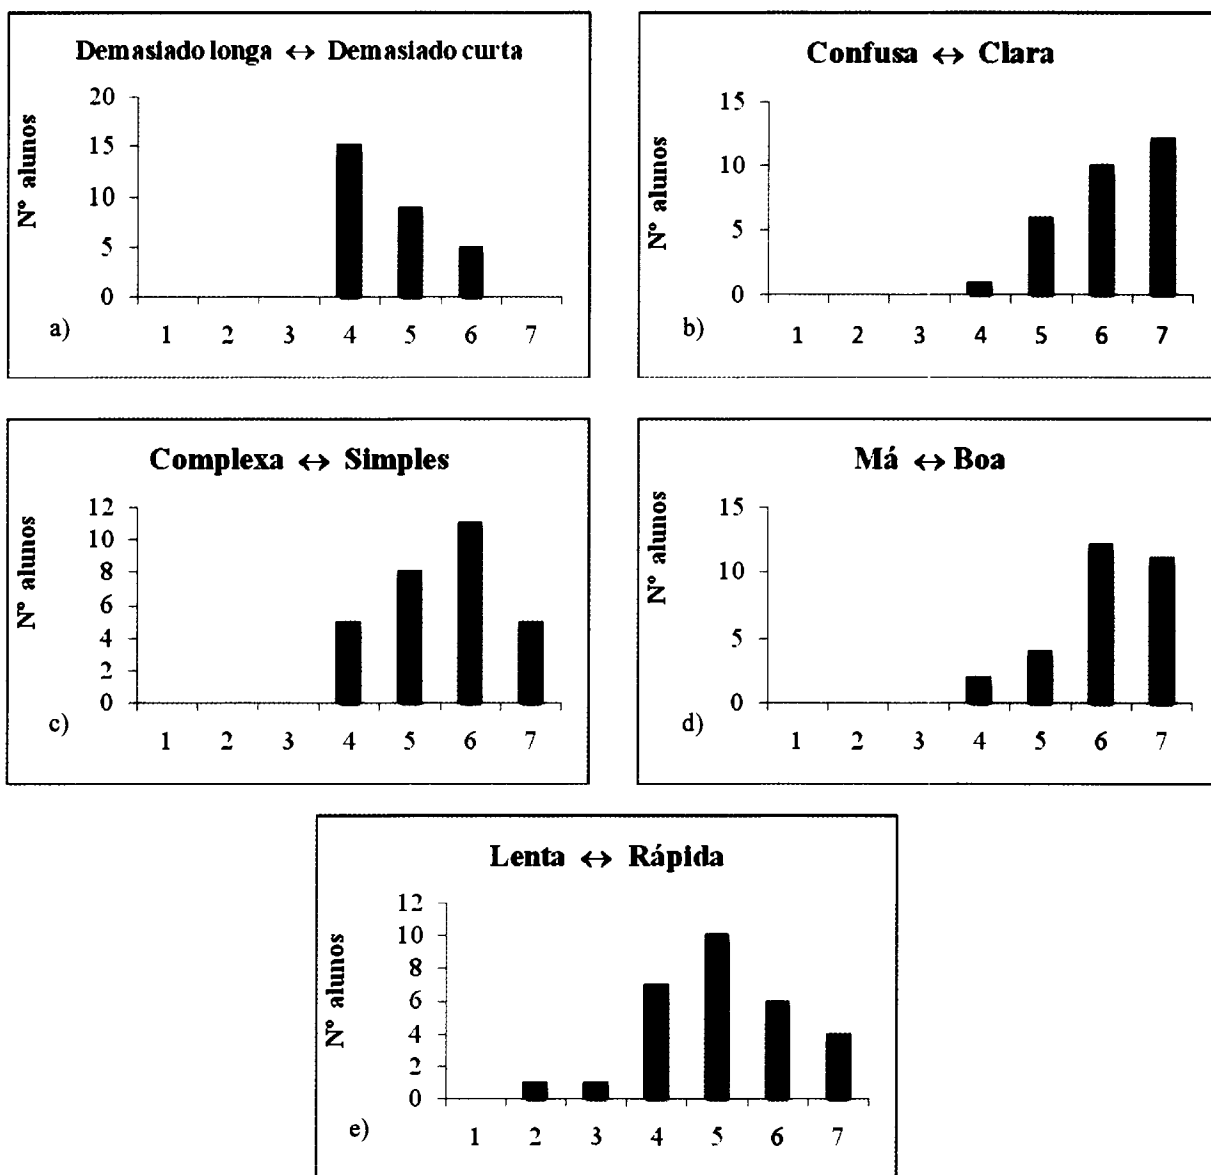 Demasiado longa ↔ Demasiado curta
Nº alunos
20
15
10
5
0
a)
1 2 3 4 5 6 7
Confusa ↔ Clara
Nº alunos
15
10
5
0
b)
1 2 3 4 5 6 7
Complexa ↔ Simples
Nº alunos
12
10
8
6
4
2
0
c)
1 2 3 4 5 6 7
Má ↔ Boa
Nº alunos
15
10
5
0
d)
1 2 3 4 5 6 7
Lenta ↔ Rápida
Nº alunos
12
10
8
6
4
2
0
e)
1 2 3 4 5 6 7